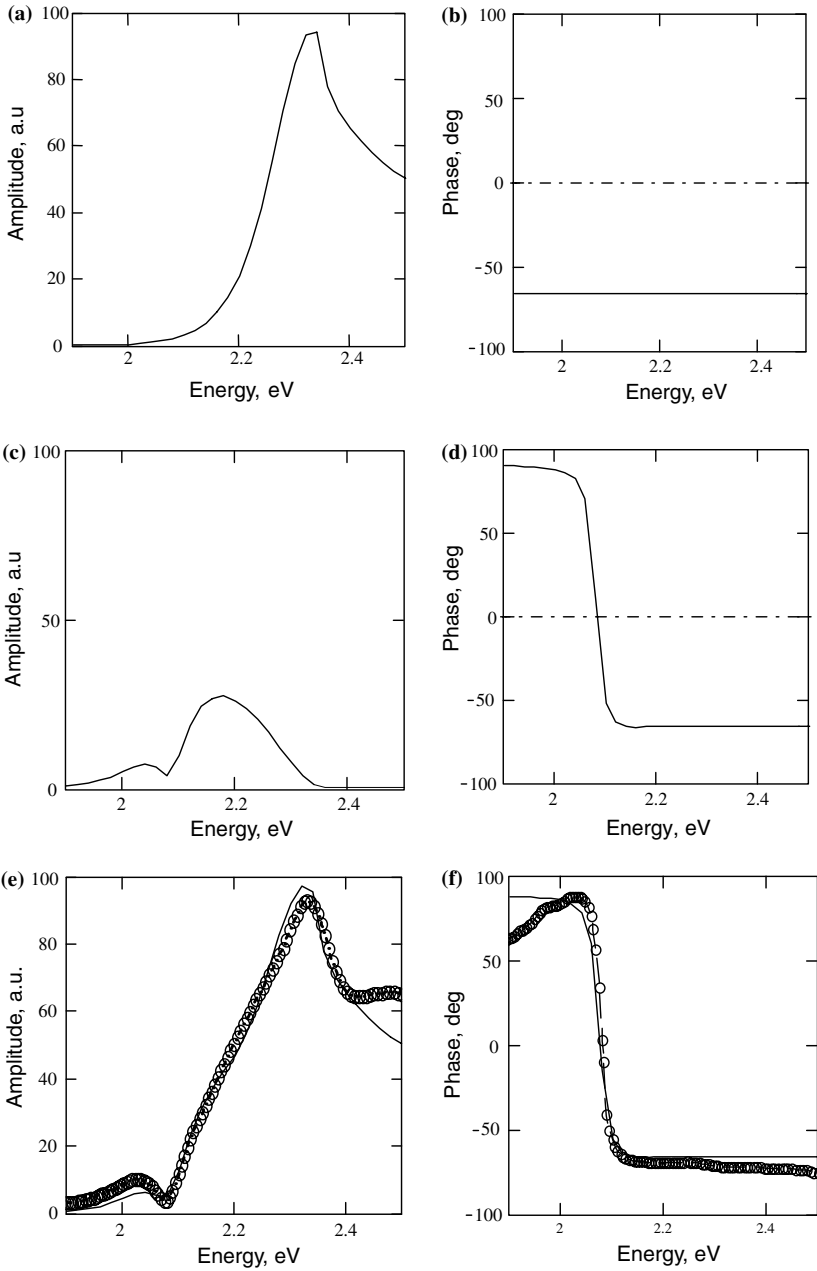 (a)
100
80
60
40
20
0
Amplitude, a.u
2
2.2
2.4
Energy, eV
(b)
100
50
0
-50
-100
Phase, deg
2
2.2
2.4
Energy, eV
(c)
100
50
0
Amplitude, a.u
2
2.2
2.4
Energy, eV
(d)
100
50
0
-50
-100
Phase, deg
2
2.2
2.4
Energy, eV
(e)
100
80
60
40
20
0
Amplitude, a.u.
2
2.2
2.4
Energy, eV
(f)
100
50
0
-50
-100
Phase, deg
2
2.2
2.4
Energy, eV